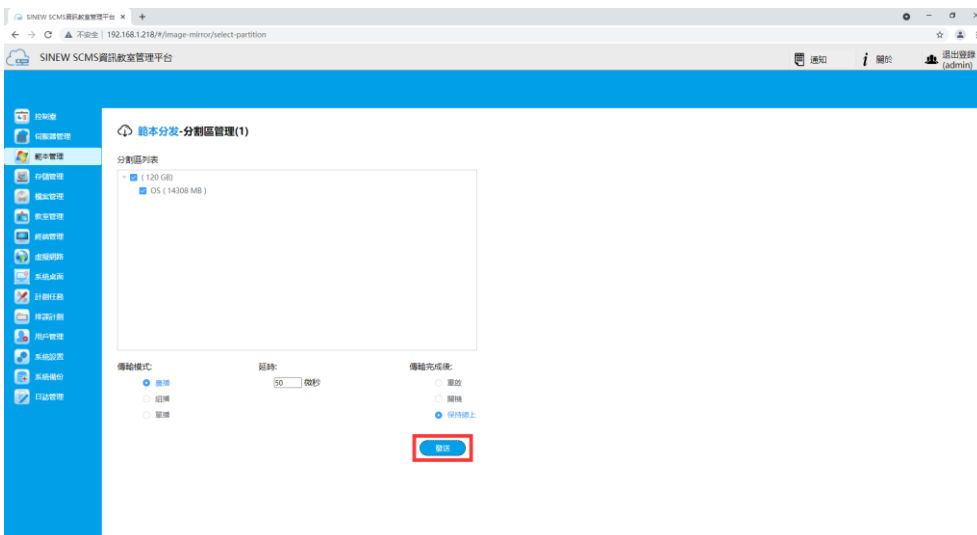 SINEW SCMS資訊教室管理平台
不安全 | 192.168.1.218/#/image-mirror/select-partition
SINEW SCMS資訊教室管理平台
通知
關於
退出登錄
(admin)
控制臺
伺服器管理
範本管理
存儲管理
檔案管理
教室管理
終端管理
虛擬網路
系統桌面
計劃任務
排課計劃
用戶管理
系統設置
系統備份
日誌管理
範本分发-分割區管理(1)
分割區列表
( 120 GB)
OS ( 14308 MB )
傳輸模式:
廣播
組播
單播
延時:
50 微秒
傳輸完成後:
重啟
關機
保持線上
發送